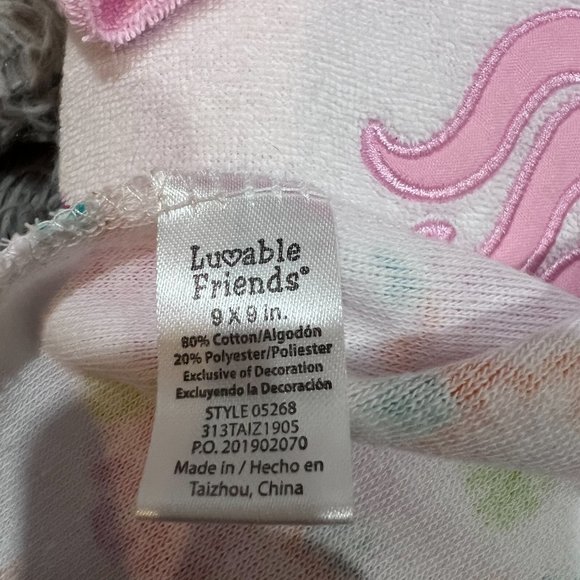 Luvable
Friends®
9 X 9 in.
80% Cotton/Algodón
20% Polyester/Poliester
Exclusive of Decoration
Excluyendo la Decoración
STYLE 05268
313TAIZ1905
P.O. 201902070
Made in / Hecho en
Taizhou, China